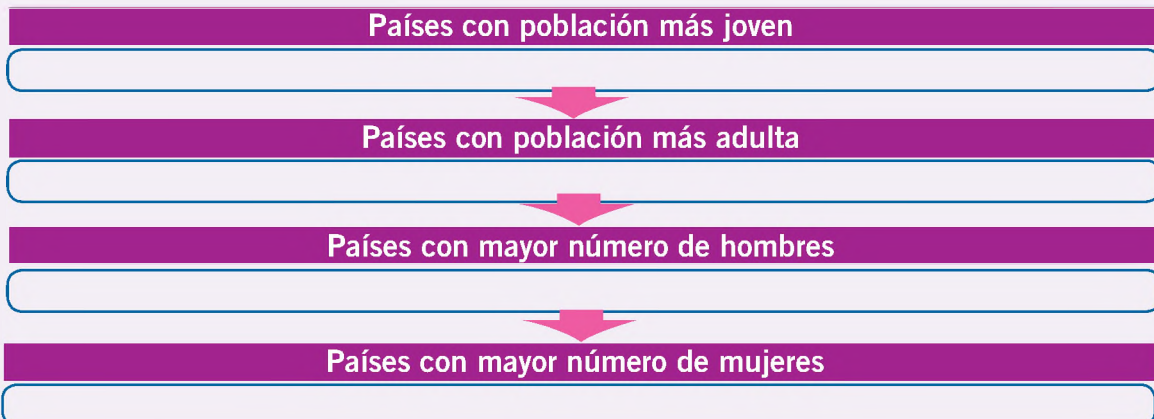 Países con población más joven
Países con población más adulta
Países con mayor número de hombres
Países con mayor número de mujeres